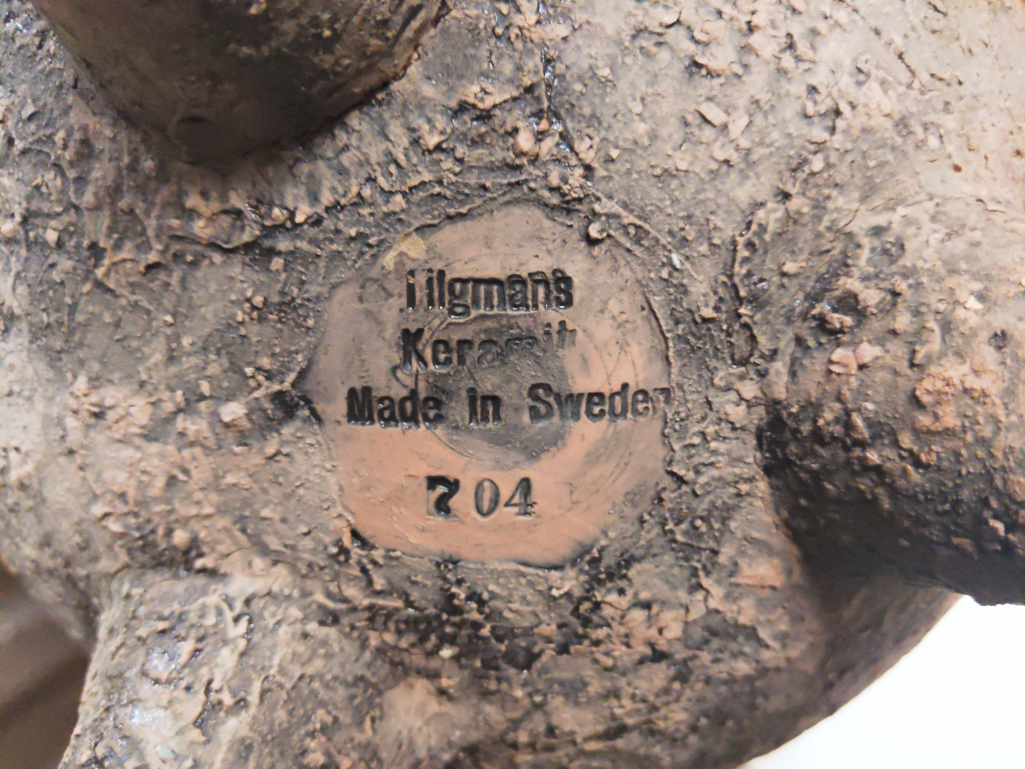 Tilgmans
Keramik
Made in Sweden
704